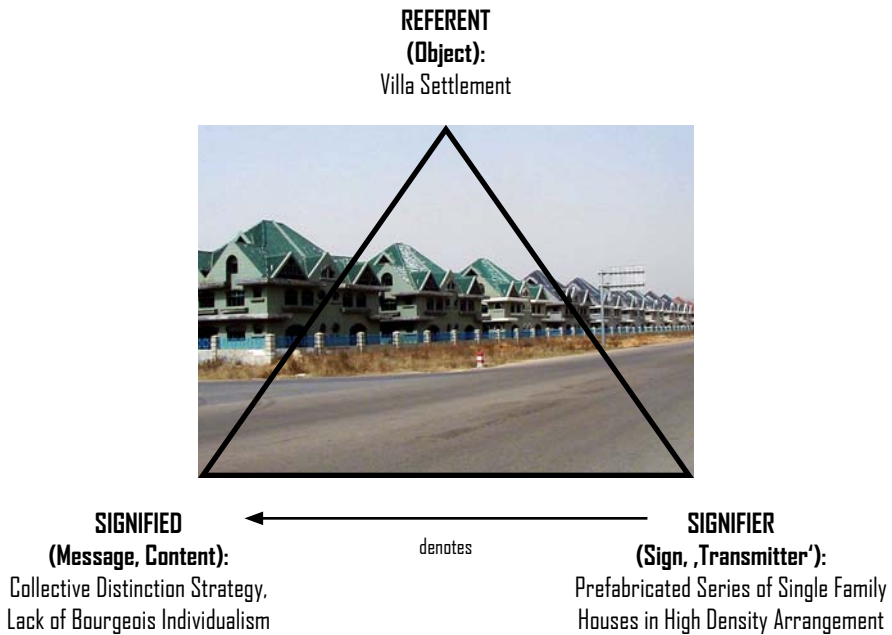 REFERENT
(Object):
Villa Settlement
SIGNIFIED
(Message, Content):
Collective Distinction Strategy,
Lack of Bourgeois Individualism
denotes
SIGNIFIER
(Sign, ‚Transmitter‘):
Prefabricated Series of Single Family
Houses in High Density Arrangement